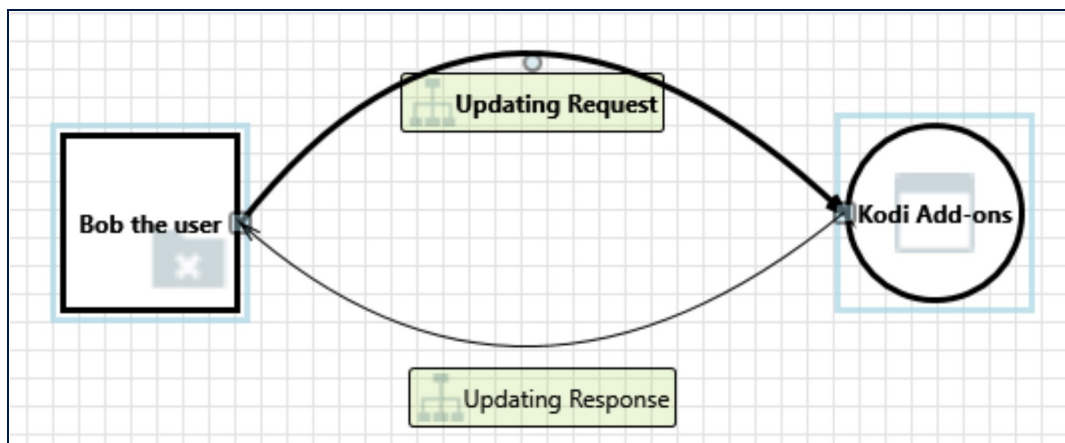 Updating Request
Bob the user
Kodi Add-ons
Updating Response